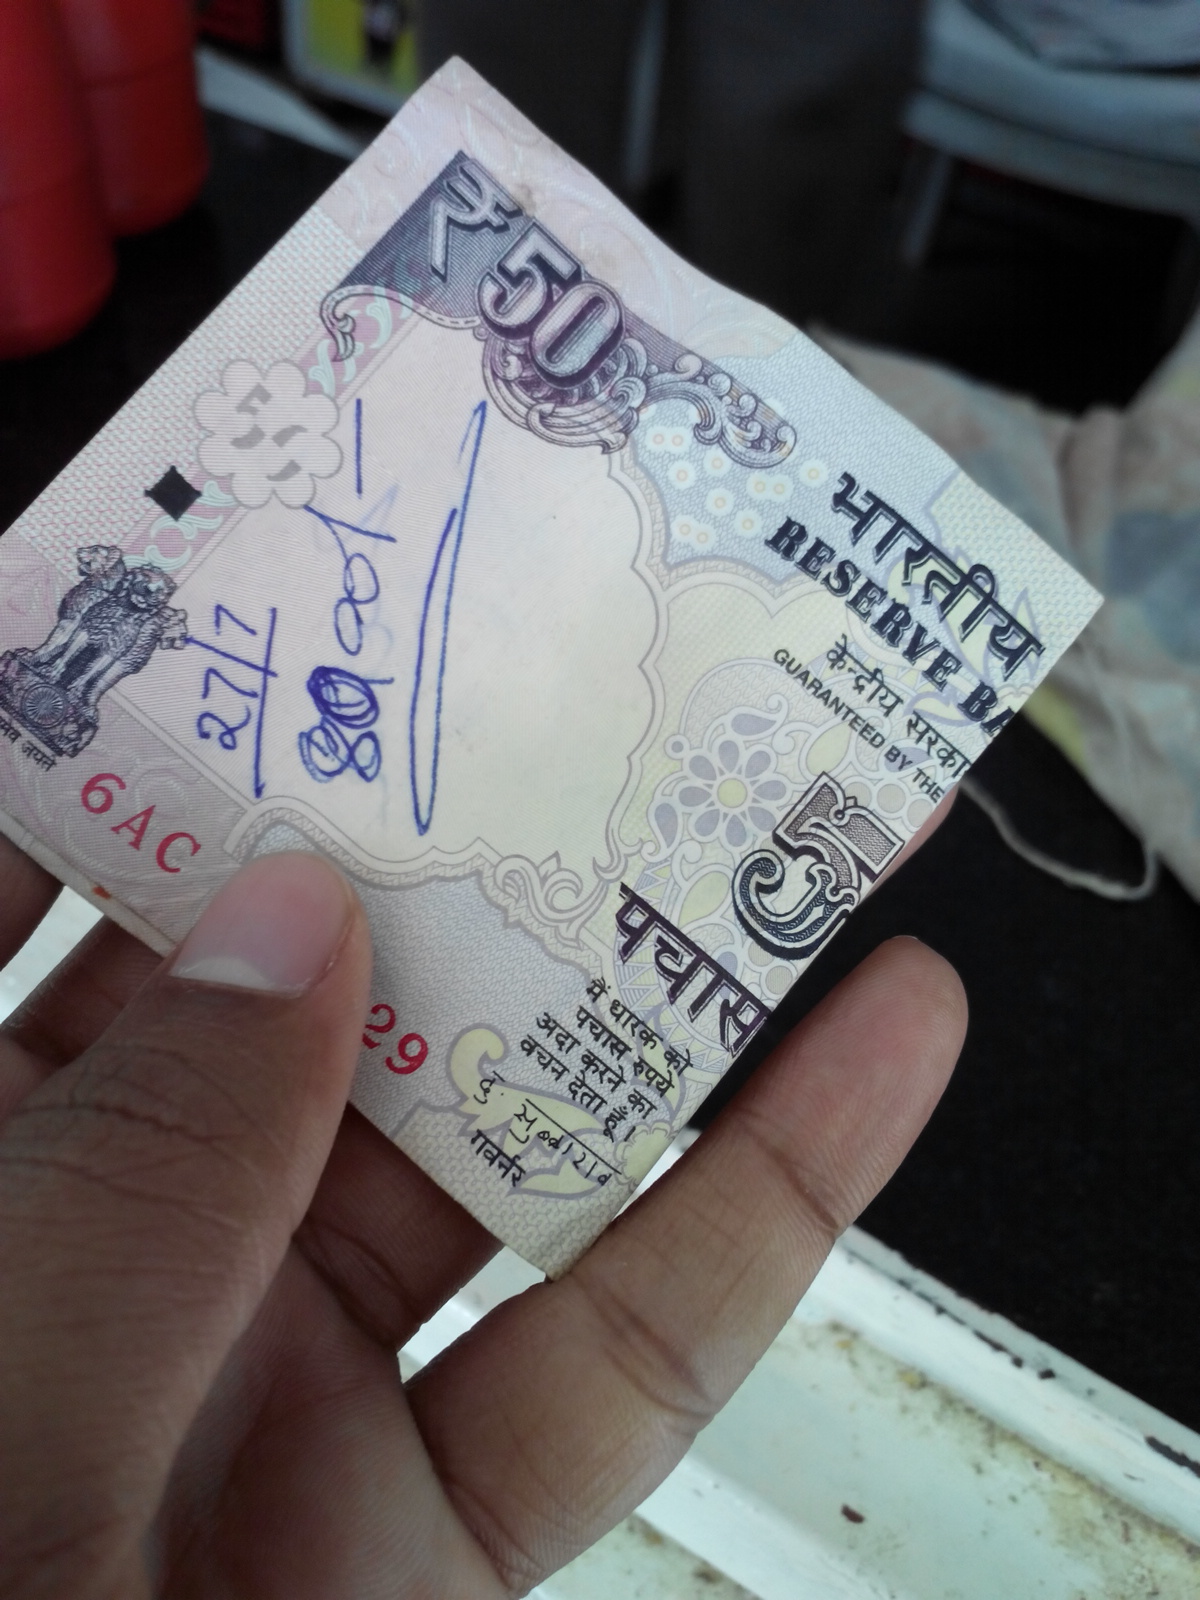 ₹50
भारतीय
RESERVE BA
केन्द्रीय सरका
GUARANTEED BY THE
पचास
मैं धारक को
पचास रुपये
अदा करने का
वचन देता हूँ।
गवर्नर
6AC
29
27/7